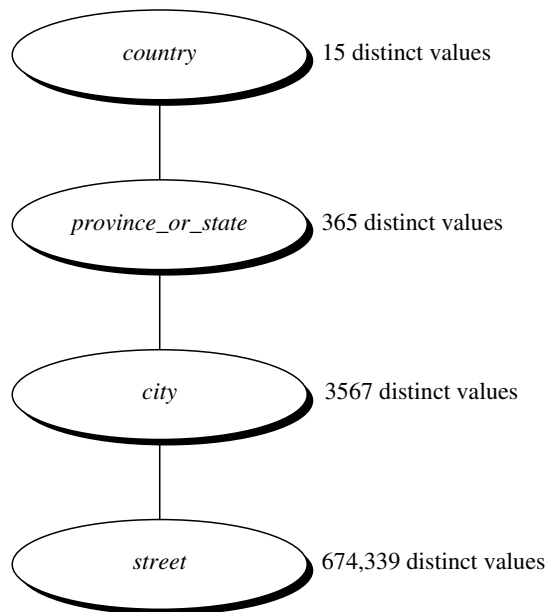 country 15 distinct values
province_or_state 365 distinct values
city 3567 distinct values
street 674,339 distinct values